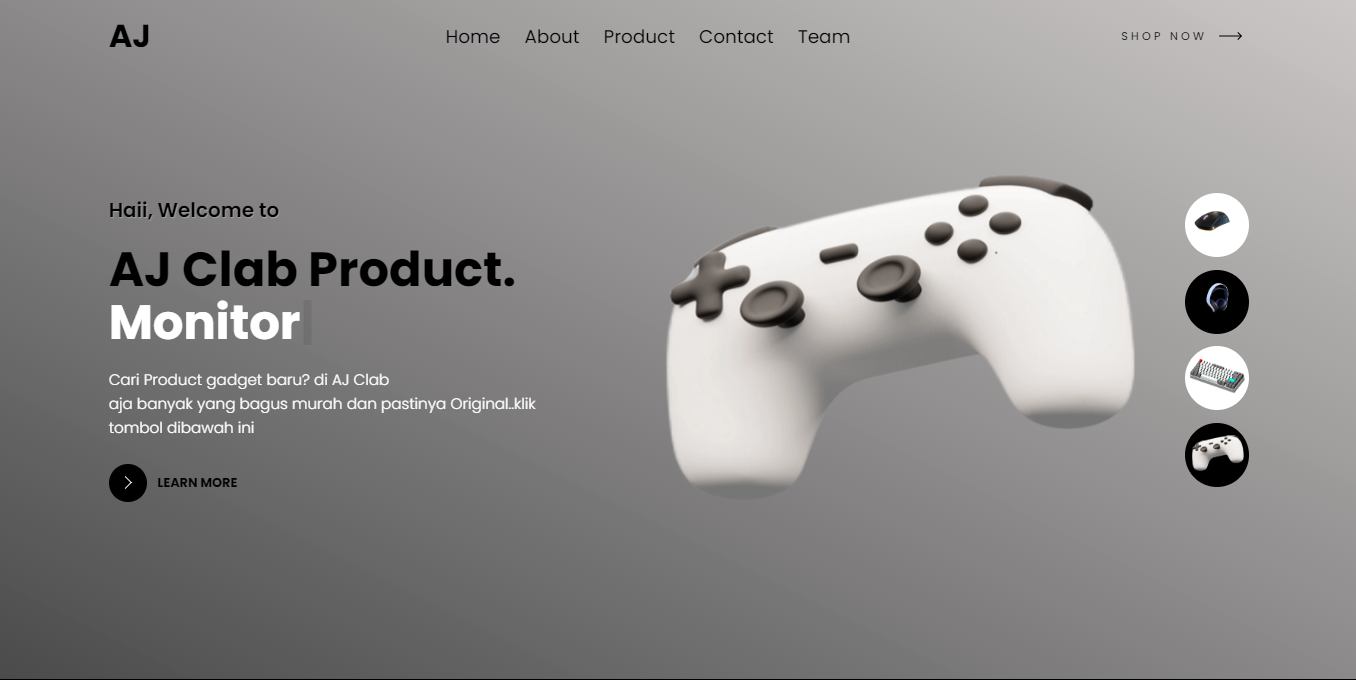 AJ
Home About Product Contact Team
SHOP NOW
Haii, Welcome to
AJ Clab Product.
Monitor
Cari Product gadget baru? di AJ Clab
aja banyak yang bagus murah dan pastinya Original..klik
tombol dibawah ini
LEARN MORE